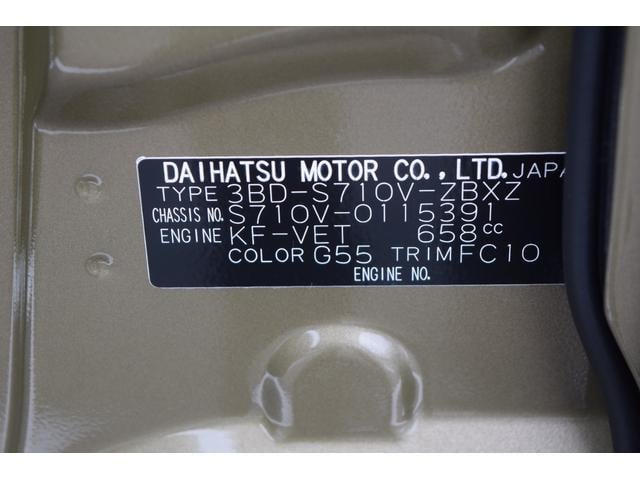 DAIHATSU MOTOR CO., LTD. JAPA
TYPE 3BD-S710V-ZBXZ
CHASSIS NO. S710V-0115391
ENGINE KF-VET 658cc
COLOR G55 TRIM FC10
ENGINE NO.